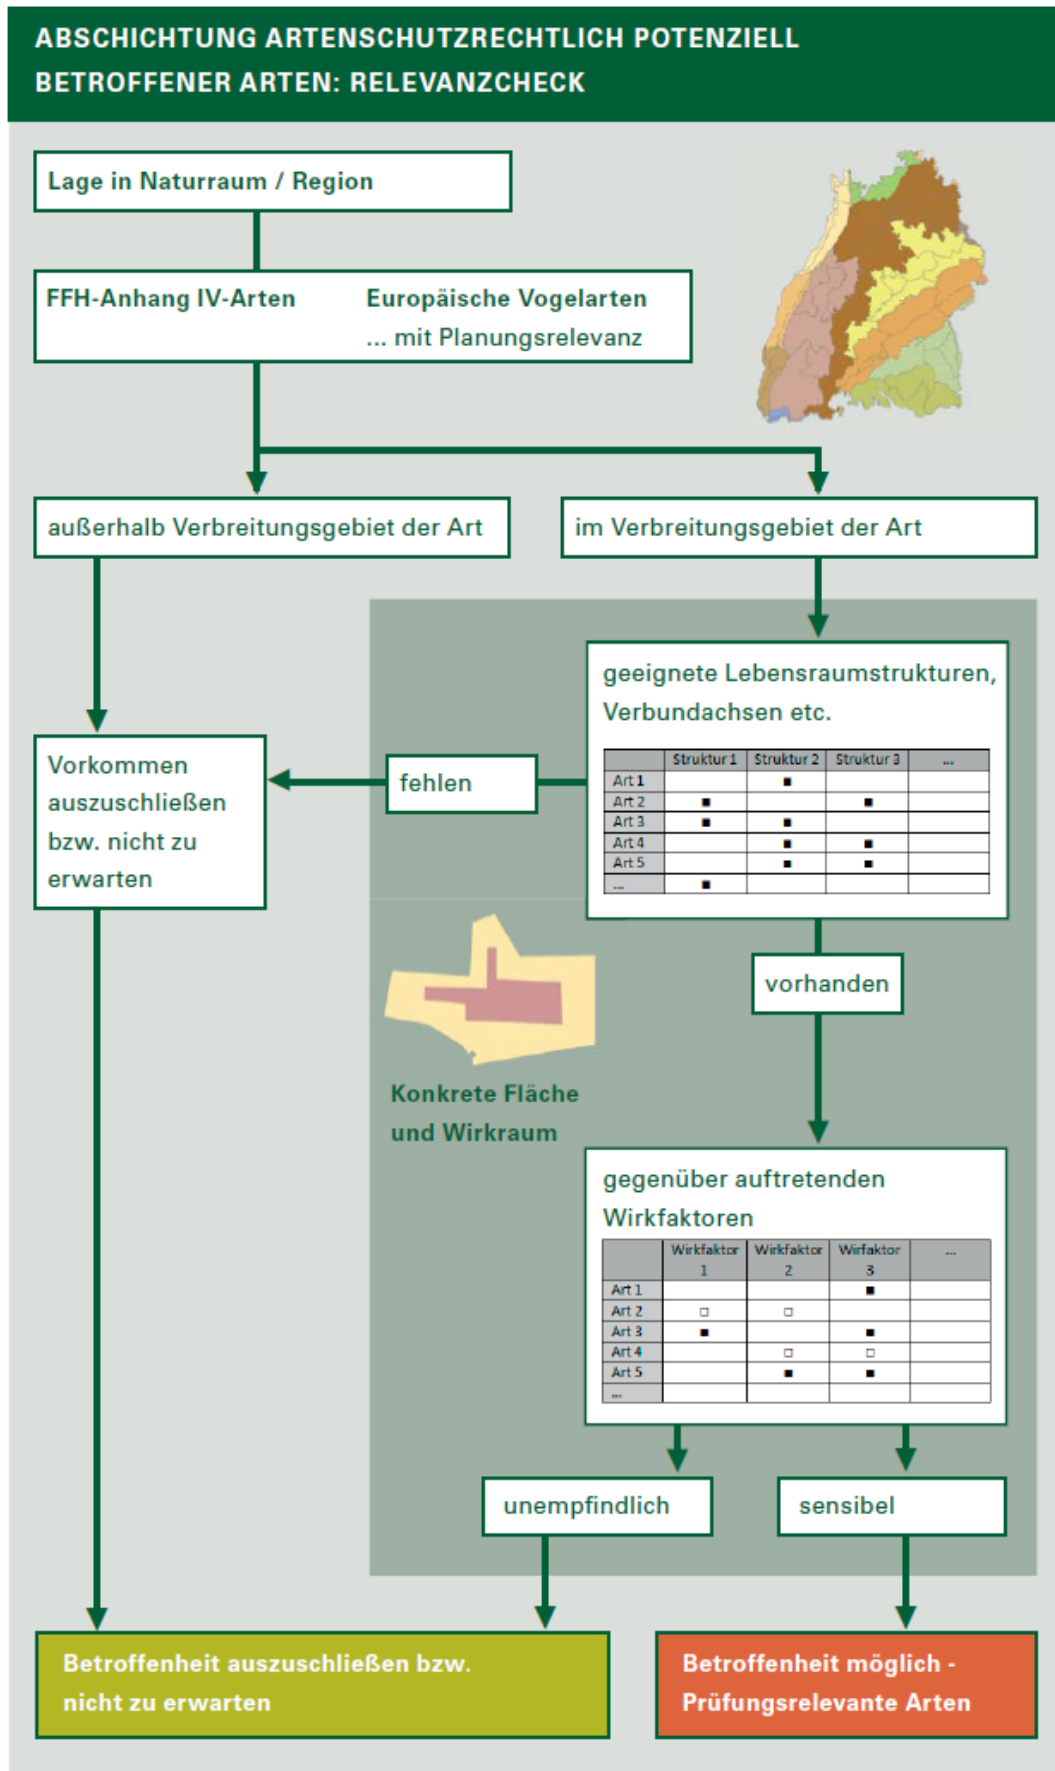 ABSCHICHTUNG ARTENSCHUTZRECHTLICH POTENZIELL
BETROFFENER ARTEN: RELEVANZCHECK
Lage in Naturraum / Region
FFH-Anhang IV-Arten
Europäische Vogelarten
... mit Planungsrelevanz
außerhalb Verbreitungsgebiet der Art
im Verbreitungsgebiet der Art
geeignete Lebensraumstrukturen,
Verbundachsen etc.
Struktur 1 Struktur 2 Struktur 3 ...
Art 1 ■
Art 2 ■ ■
Art 3 ■ ■
Art 4 ■ ■
Art 5 ■ ■
... ■
fehlen
Vorkommen
auszuschließen
bzw. nicht zu
erwarten
vorhanden
Konkrete Fläche
und Wirkraum
gegenüber auftretenden
Wirkfaktoren
Wirkfaktor Wirkfaktor Wirfaktor ...
1 2 3
Art 1 ■
Art 2 □ □
Art 3 ■ ■
Art 4 □ □
Art 5 ■ ■
...
unempfindlich
sensibel
Betroffenheit auszuschließen bzw.
nicht zu erwarten
Betroffenheit möglich -
Prüfungsrelevante Arten